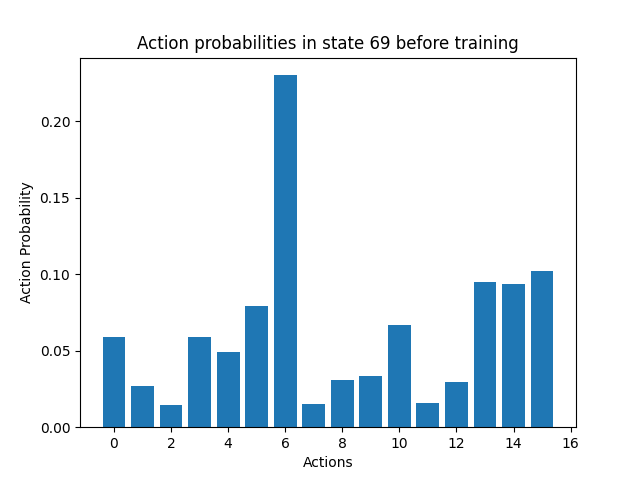 Action probabilities in state 69 before training
Action Probability
0.20
0.15
0.10
0.05
0.00
0 2 4 6 8 10 12 14 16
Actions